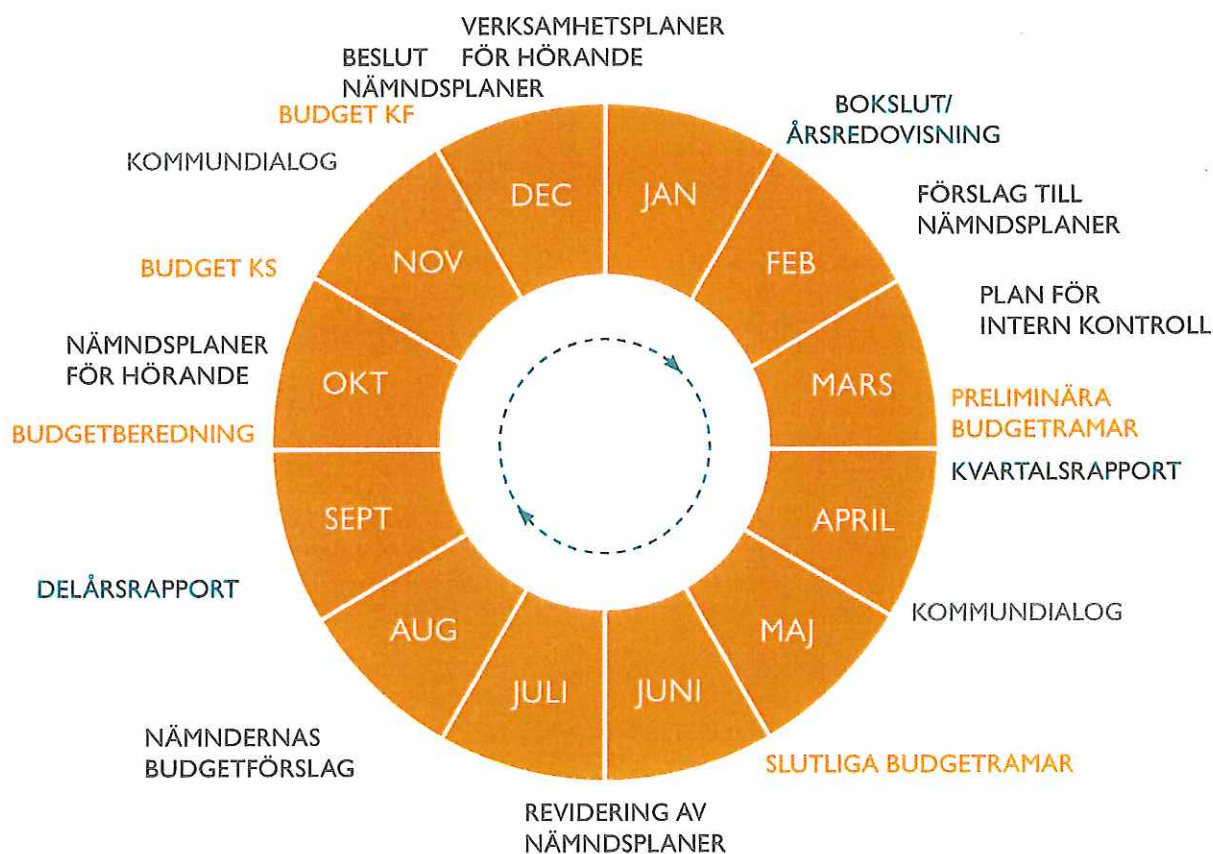 VERKSAMHETSPLANER
FÖR HÖRANDE
BESLUT
NÄMNDSPLANER
BUDGET KF
KOMMUNDIALOG
BUDGET KS
NÄMNDSPLANER
FÖR HÖRANDE
BUDGETBEREDNING
DELÅRSRAPPORT
NÄMNDERNAS
BUDGETFÖRSLAG
REVIDERING AV
NÄMNDSPLANER
SLUTLIGA BUDGETRAMAR
KOMMUNDIALOG
KVARTALSRAPPORT
PRELIMINÄRA
BUDGETRAMAR
PLAN FÖR
INTERN KONTROLL
FÖRSLAG TILL
NÄMNDSPLANER
BOKSLUT/
ÅRSREDOVISNING
JAN
FEB
MARS
APRIL
MAJ
JUNI
JULI
AUG
SEPT
OKT
NOV
DEC